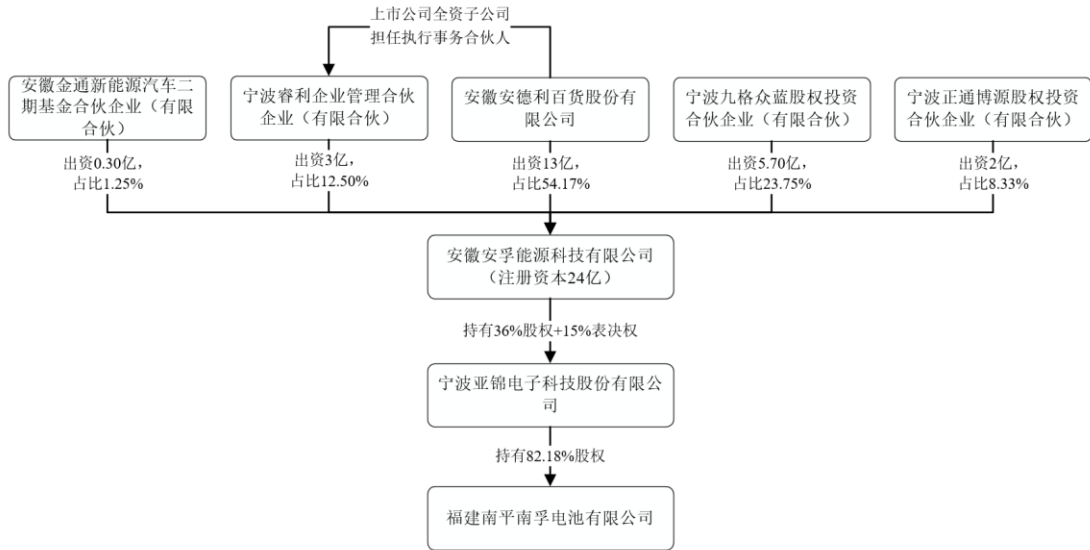 上市公司全资子公司
担任执行事务合伙人
安徽金通新能源汽车二
期基金合伙企业（有限
合伙）
宁波睿利企业管理合伙
企业（有限合伙）
安徽安德利百货股份有
限公司
宁波九格众蓝股权投资
合伙企业（有限合伙）
宁波正通博源股权投资
合伙企业（有限合伙）
出资0.30亿，
占比1.25%
出资3亿，
占比12.50%
出资13亿，
占比54.17%
出资5.70亿，
占比23.75%
出资2亿，
占比8.33%
安徽安孚能源科技有限公司
（注册资本24亿）
持有36%股权+15%表决权
宁波亚锦电子科技股份有限公
司
持有82.18%股权
福建南平南孚电池有限公司